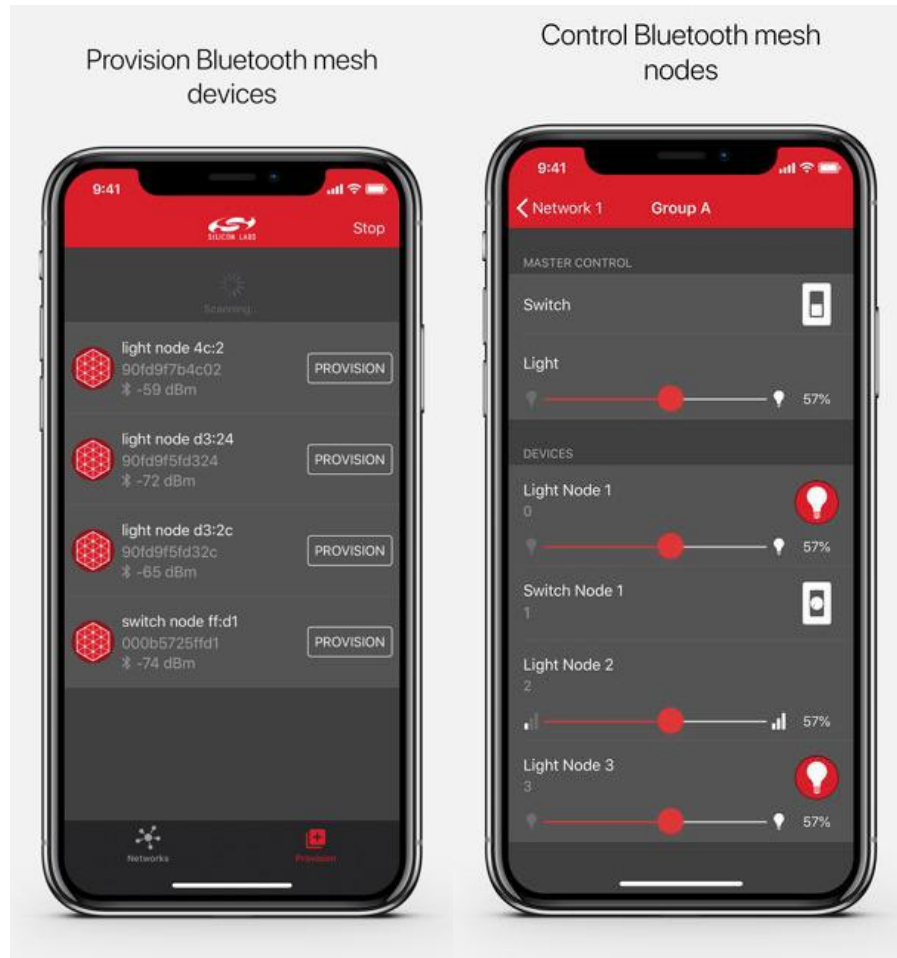 Provision Bluetooth mesh
devices
9:41
SILICON LABS
Stop
Scanning...
light node 4c:2
90fd9f7b4c02
-59 dBm
PROVISION
light node d3:24
90fd9f5fd324
-72 dBm
PROVISION
light node d3:2c
90fd9f5fd32c
-65 dBm
PROVISION
switch node ff:d1
000b5725ffd1
-74 dBm
PROVISION
Networks
Provision
Control Bluetooth mesh
nodes
9:41
Network 1
Group A
MASTER CONTROL
Switch
Light
57%
DEVICES
Light Node 1
0
57%
Switch Node 1
1
Light Node 2
2
57%
Light Node 3
3
57%